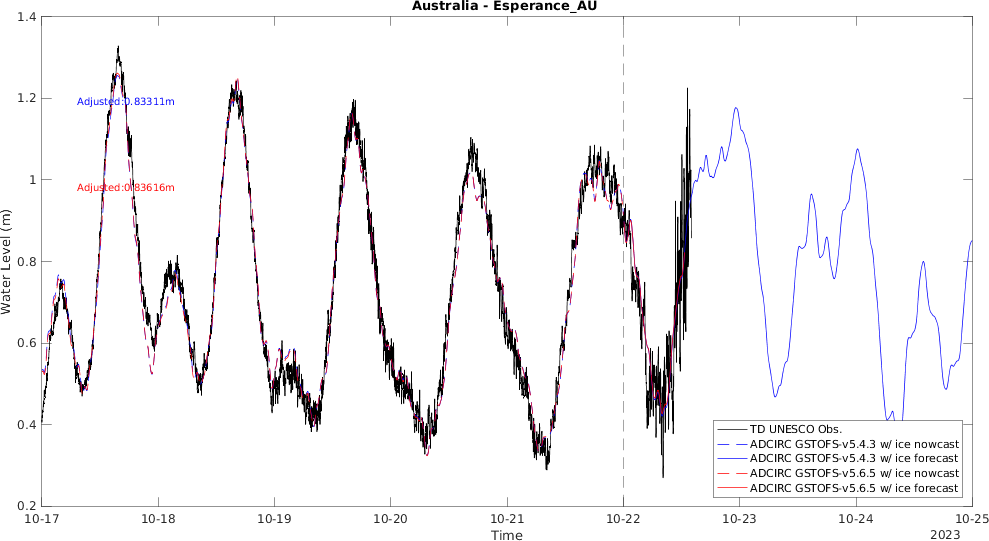 Australia - Esperance_AU
1.4
1.2
1
0.8
0.6
0.4
0.2
Water Level (m)
Adjusted:0.83311m
Adjusted:0.83616m
TD UNESCO Obs.
ADCIRC GSTOFS-v5.4.3 w/ ice nowcast
ADCIRC GSTOFS-v5.4.3 w/ ice forecast
ADCIRC GSTOFS-v5.6.5 w/ ice nowcast
ADCIRC GSTOFS-v5.6.5 w/ ice forecast
10-17 10-18 10-19 10-20 10-21 10-22 10-23 10-24 10-25
Time
2023